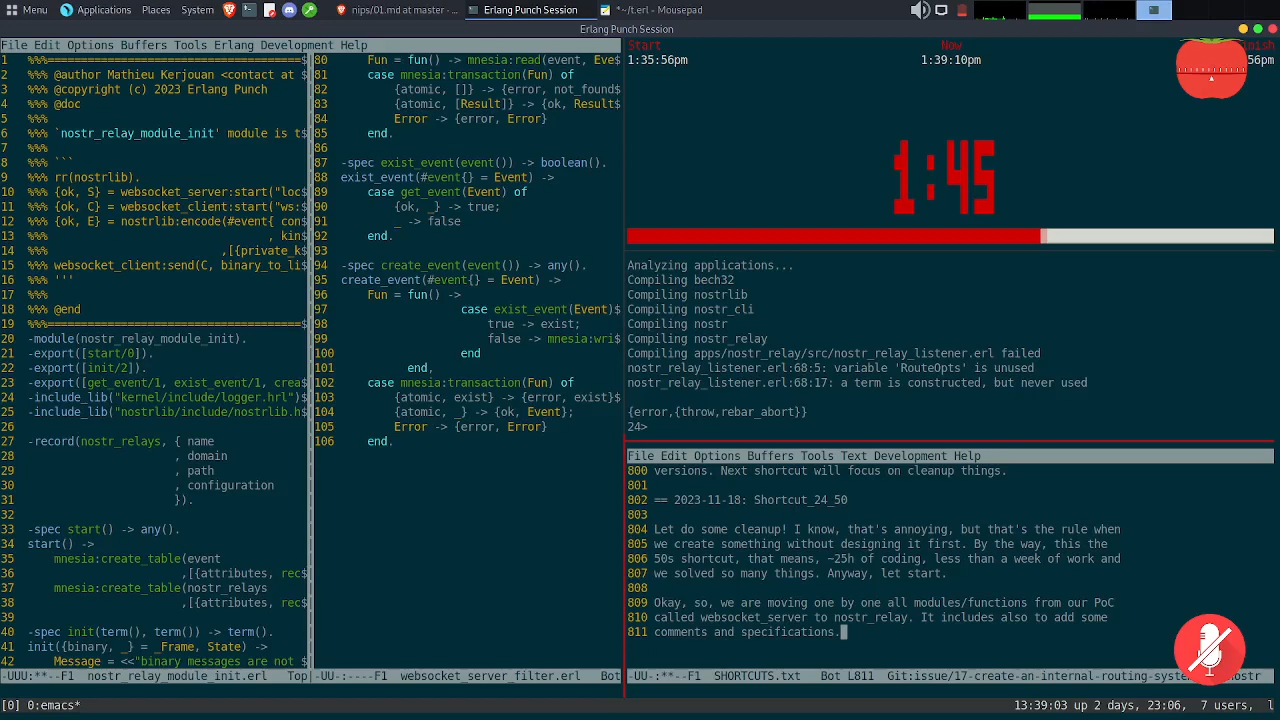 Menu Applications Places System nips/01.md at master - … Erlang Punch Session *~/t.erl - Mousepad
Erlang Punch Session
File Edit Options Buffers Tools Erlang Development Help
1 %%%======================================$
2 %%% @author Mathieu Kerjouan <contact at $
3 %%% @copyright (c) 2023 Erlang Punch
4 %%% @doc
5 %%%
6 %%% `nostr_relay_module_init' module is t$
7 %%%
8 %%% ```
9 %%% rr(nostrlib).
10 %%% {ok, S} = websocket_server:start("loc$
11 %%% {ok, C} = websocket_client:start("ws:$
12 %%% {ok, E} = nostrlib:encode(#event{ con$
13 %%% , kin$
14 %%% ,[{private_k$
15 %%% websocket_client:send(C, binary_to_li$
16 %%% '''
17 %%%
18 %%% @end
19 %%%======================================$
20 -module(nostr_relay_module_init).
21 -export([start/0]).
22 -export([init/2]).
23 -export([get_event/1, exist_event/1, crea$
24 -include_lib("kernel/include/logger.hrl")$
25 -include_lib("nostrlib/include/nostrlib.h$
26
27 -record(nostr_relays, { name
28 , domain
29 , path
30 , configuration
31 }).
32
33 -spec start() -> any().
34 start() ->
35 mnesia:create_table(event
36 ,[{attributes, rec$
37 mnesia:create_table(nostr_relays
38 ,[{attributes, rec$
39
40 -spec init(term(), term()) -> term().
41 init({binary, _} = _Frame, State) ->
42 Message = <<"binary messages are not $
-UUU:**--F1 nostr_relay_module_init.erl Top
80 Fun = fun() -> mnesia:read(event, Eve$
81 case mnesia:transaction(Fun) of
82 {atomic, []} -> {error, not_found$
83 {atomic, [Result]} -> {ok, Result$
84 Error -> {error, Error}
85 end.
86
87 -spec exist_event(event()) -> boolean().
88 exist_event(#event{} = Event) ->
89 case get_event(Event) of
90 {ok, _} -> true;
91 _ -> false
92 end.
93
94 -spec create_event(event()) -> any().
95 create_event(#event{} = Event) ->
96 Fun = fun() ->
97 case exist_event(Event)$
98 true -> exist;
99 false -> mnesia:wri$
100 end
101 end,
102 case mnesia:transaction(Fun) of
103 {atomic, exist} -> {error, exist}$
104 {atomic, _} -> {ok, Event};
105 Error -> {error, Error}
106 end.
-UU-:----F1 websocket_server_filter.erl Bot
Start Now inish
1:35:56pm 1:39:10pm 56pm
1:45
Analyzing applications...
Compiling bech32
Compiling nostrlib
Compiling nostr_cli
Compiling nostr
Compiling nostr_relay
Compiling apps/nostr_relay/src/nostr_relay_listener.erl failed
nostr_relay_listener.erl:68:5: variable 'RouteOpts' is unused
nostr_relay_listener.erl:68:17: a term is constructed, but never used
{error,{throw,rebar_abort}}
24>
File Edit Options Buffers Tools Text Development Help
800 versions. Next shortcut will focus on cleanup things.
801
802 == 2023-11-18: Shortcut_24_50
803
804 Let do some cleanup! I know, that's annoying, but that's the rule when
805 we create something without designing it first. By the way, this the
806 50s shortcut, that means, ~25h of coding, less than a week of work and
807 we solved so many things. Anyway, let start.
808
809 Okay, so, we are moving one by one all modules/functions from our PoC
810 called websocket_server to nostr_relay. It includes also to add some
811 comments and specifications.
-UU-:**--F1 SHORTCUTS.txt Bot L811 Git:issue/17-create-an-internal-routing-syste ostr
[0] 0:emacs* 13:39:03 up 2 days, 23:06, 7 users, l